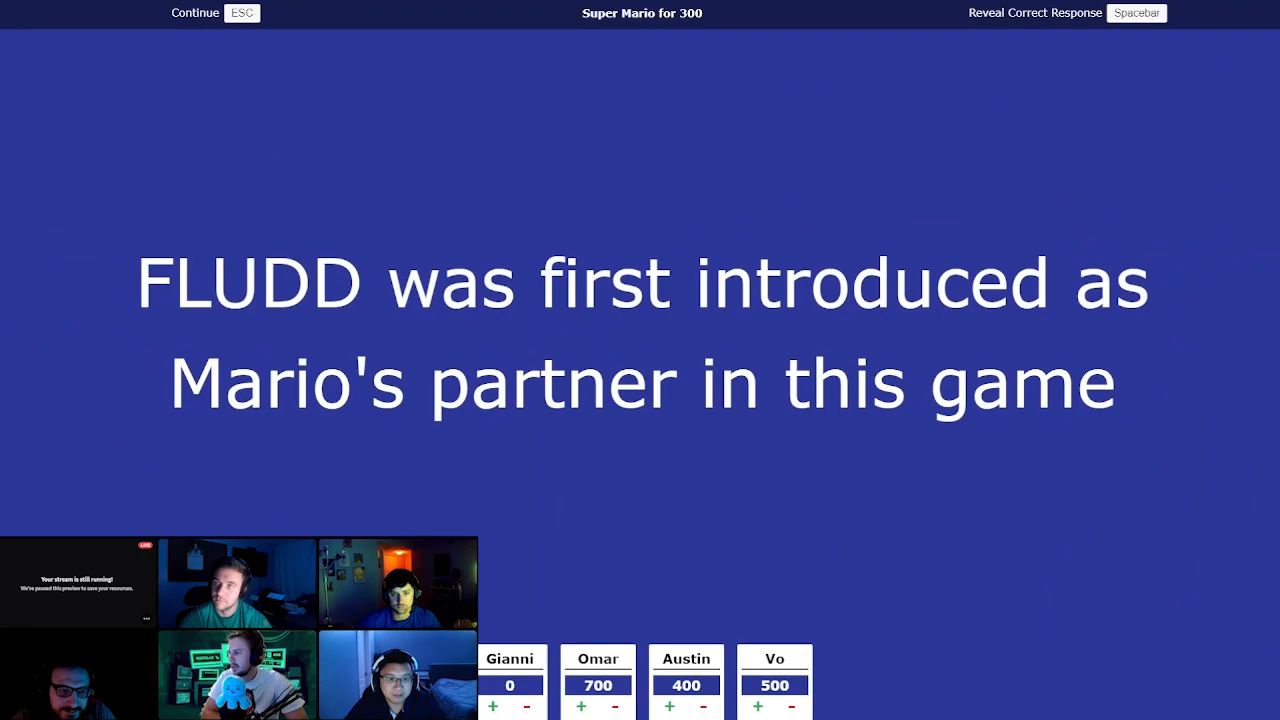 Continue ESC
Super Mario for 300
Reveal Correct Response Spacebar
FLUDD was first introduced as
Mario's partner in this game
LIVE
Your stream is still running!
We've paused this preview to save your resources.
Gianni Omar Austin Vo
0 700 400 500
+ - + - + - + -